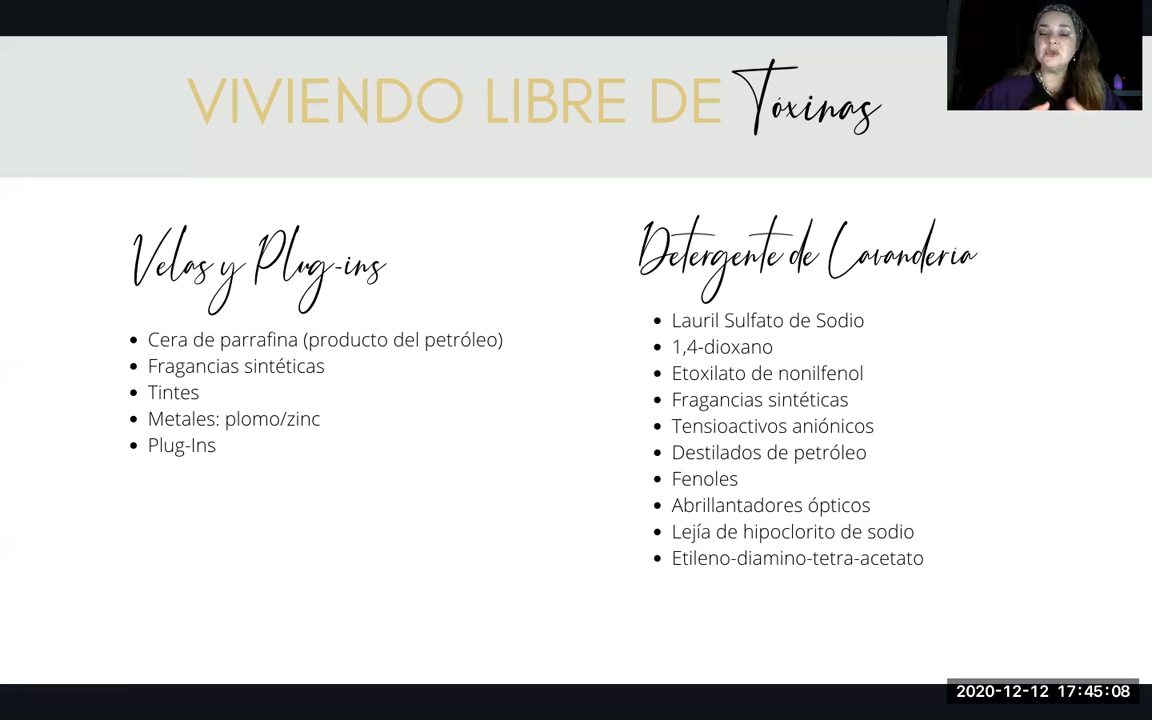 VIVIENDO LIBRE DE Tóxinas
Velas y Plug-ins
Cera de parrafina (producto del petróleo)
Fragancias sintéticas
Tintes
Metales: plomo/zinc
Plug-Ins
Detergente de Lavandería
Lauril Sulfato de Sodio
1,4-dioxano
Etoxilato de nonilfenol
Fragancias sintéticas
Tensioactivos aniónicos
Destilados de petróleo
Fenoles
Abrillantadores ópticos
Lejía de hipoclorito de sodio
Etileno-diamino-tetra-acetato
2020-12-12 17:45:08